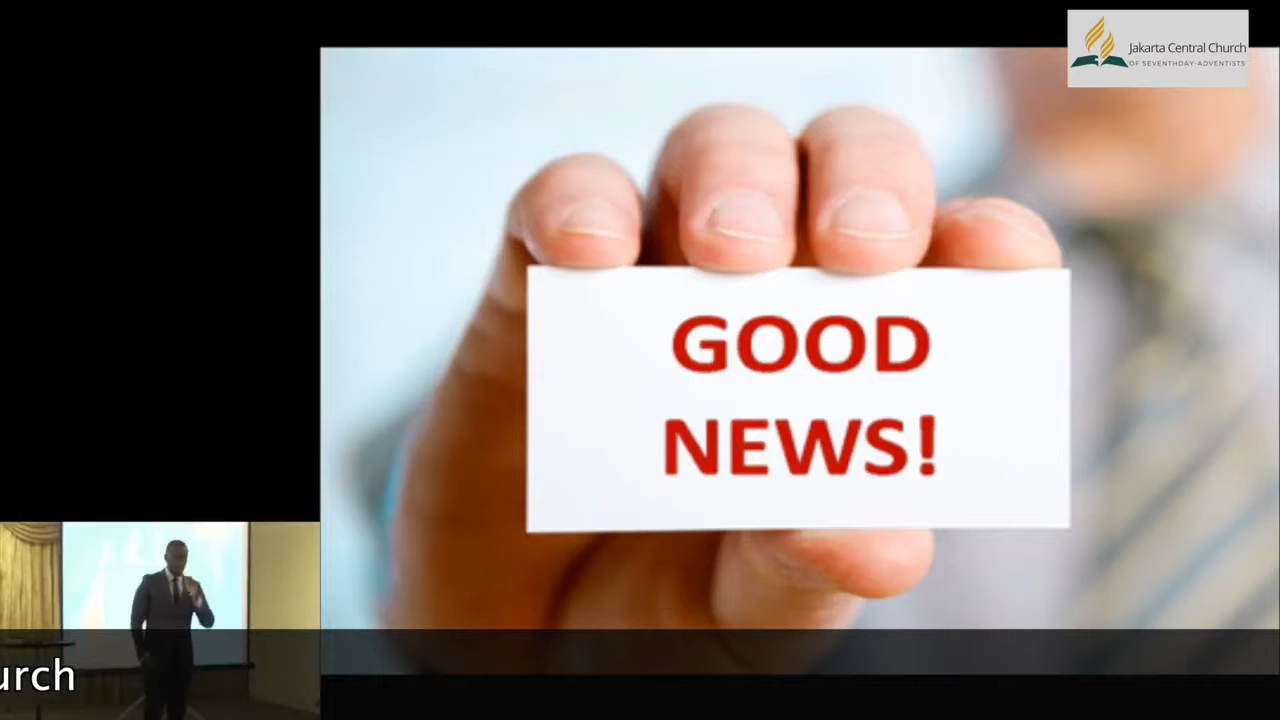 Jakarta Central Church
OF SEVENTHDAY-ADVENTISTS
GOOD
NEWS!
urch